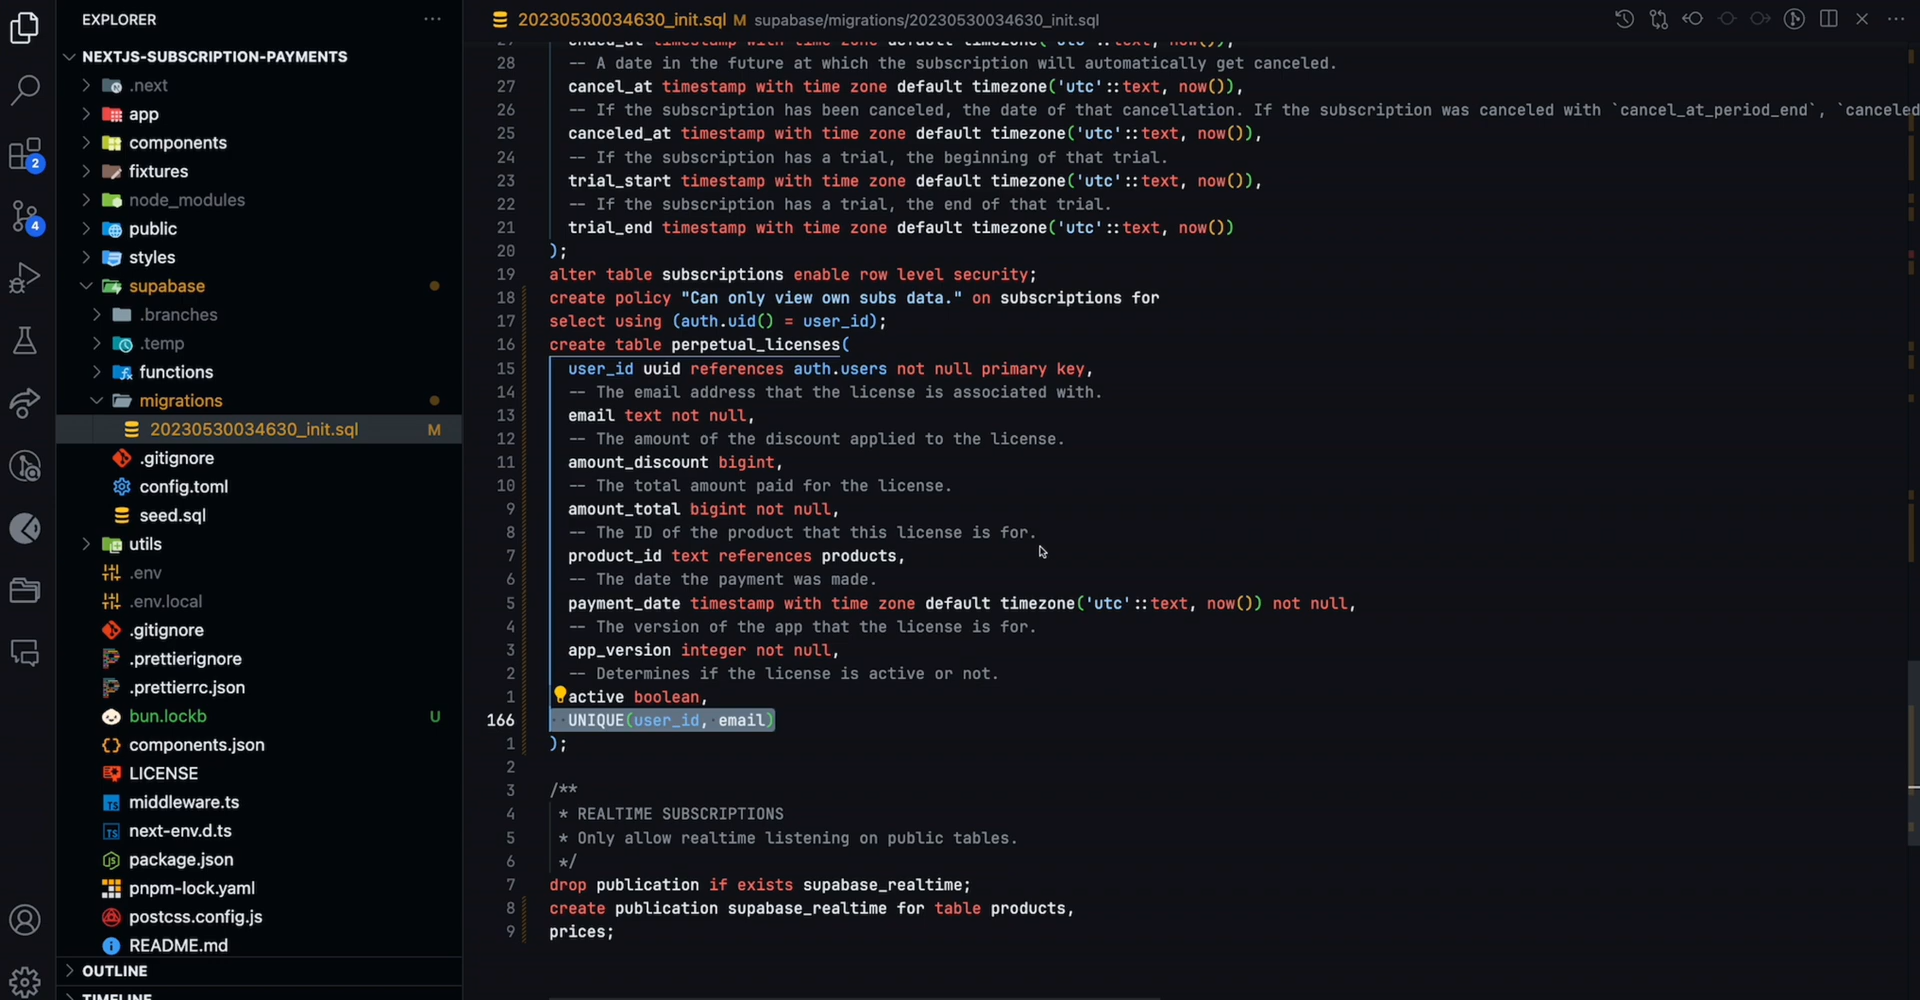 EXPLORER
NEXTJS-SUBSCRIPTION-PAYMENTS
.next
app
components
fixtures
node_modules
public
styles
supabase
.branches
.temp
functions
migrations
20230530034630_init.sql M
.gitignore
config.toml
seed.sql
utils
.env
.env.local
.gitignore
.prettierignore
.prettierrc.json
bun.lockb U
components.json
LICENSE
middleware.ts
next-env.d.ts
package.json
pnpm-lock.yaml
postcss.config.js
README.md
OUTLINE
TIMELINE
2
4
20230530034630_init.sql M supabase/migrations/20230530034630_init.sql
29 ended_at timestamp with time zone default timezone('utc'::text, now()),
28 -- A date in the future at which the subscription will automatically get canceled.
27 cancel_at timestamp with time zone default timezone('utc'::text, now()),
26 -- If the subscription has been canceled, the date of that cancellation. If the subscription was canceled with `cancel_at_period_end`, `canceled
25 canceled_at timestamp with time zone default timezone('utc'::text, now()),
24 -- If the subscription has a trial, the beginning of that trial.
23 trial_start timestamp with time zone default timezone('utc'::text, now()),
22 -- If the subscription has a trial, the end of that trial.
21 trial_end timestamp with time zone default timezone('utc'::text, now())
20 );
19 alter table subscriptions enable row level security;
18 create policy "Can only view own subs data." on subscriptions for
17 select using (auth.uid() = user_id);
16 create table perpetual_licenses(
15 user_id uuid references auth.users not null primary key,
14 -- The email address that the license is associated with.
13 email text not null,
12 -- The amount of the discount applied to the license.
11 amount_discount bigint,
10 -- The total amount paid for the license.
9 amount_total bigint not null,
8 -- The ID of the product that this license is for.
7 product_id text references products,
6 -- The date the payment was made.
5 payment_date timestamp with time zone default timezone('utc'::text, now()) not null,
4 -- The version of the app that the license is for.
3 app_version integer not null,
2 -- Determines if the license is active or not.
1 active boolean,
166 UNIQUE(user_id, email)
1 );
2
3 /**
4 * REALTIME SUBSCRIPTIONS
5 * Only allow realtime listening on public tables.
6 */
7 drop publication if exists supabase_realtime;
8 create publication supabase_realtime for table products,
9 prices;